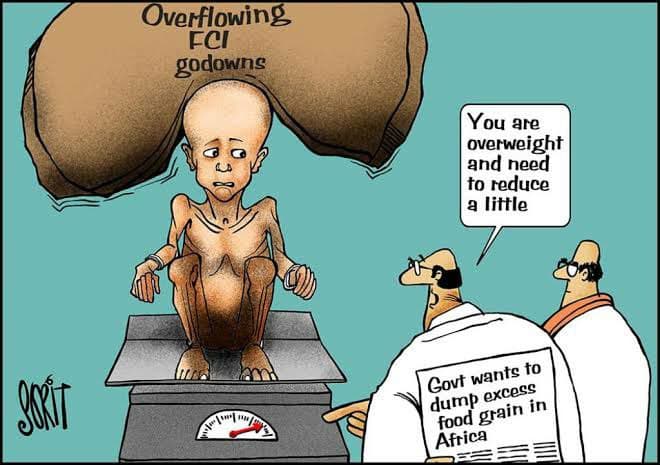 Overflowing
FCI
godowns
You are
overweight
and need
to reduce
a little
Govt wants to
dump excess
food grain in
Africa
SORIT